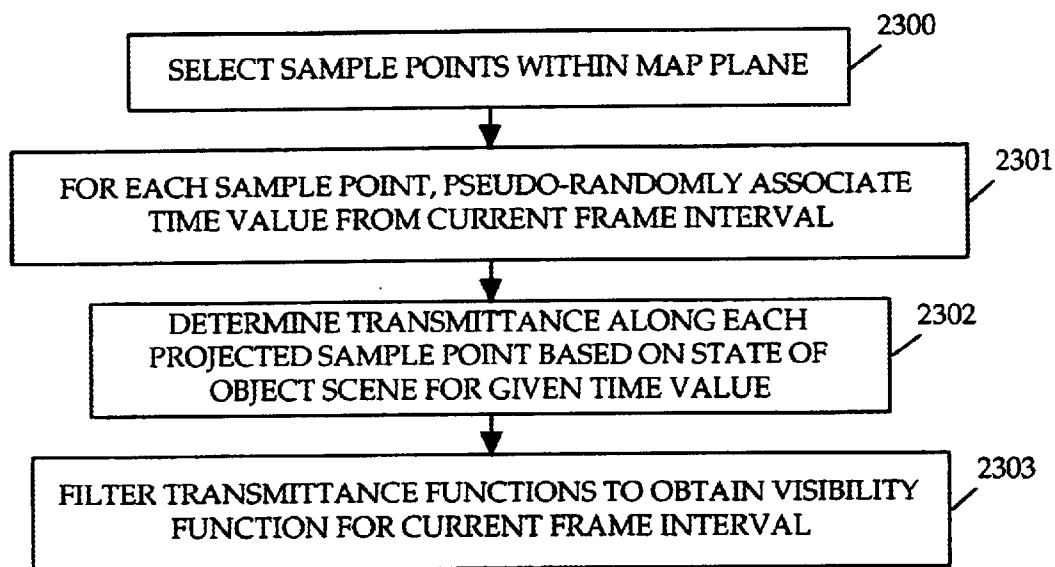 2300
SELECT SAMPLE POINTS WITHIN MAP PLANE
2301
FOR EACH SAMPLE POINT, PSEUDO-RANDOMLY ASSOCIATE
TIME VALUE FROM CURRENT FRAME INTERVAL
2302
DETERMINE TRANSMITTANCE ALONG EACH
PROJECTED SAMPLE POINT BASED ON STATE OF
OBJECT SCENE FOR GIVEN TIME VALUE
2303
FILTER TRANSMITTANCE FUNCTIONS TO OBTAIN VISIBILITY
FUNCTION FOR CURRENT FRAME INTERVAL